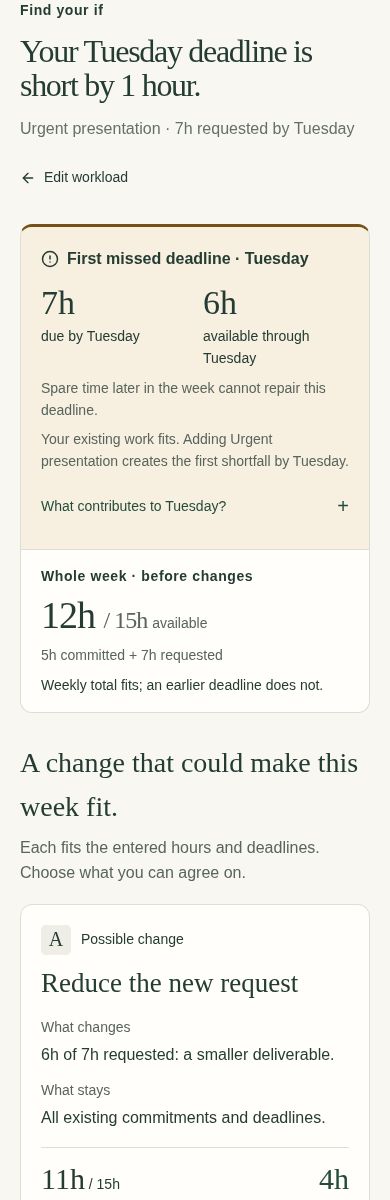 Find your if
Your Tuesday deadline is
short by 1 hour.
Urgent presentation · 7h requested by Tuesday
← Edit workload
First missed deadline · Tuesday
7h
due by Tuesday
6h
available through
Tuesday
Spare time later in the week cannot repair this
deadline.
Your existing work fits. Adding Urgent
presentation creates the first shortfall by Tuesday.
What contributes to Tuesday? +
Whole week · before changes
12h / 15h available
5h committed + 7h requested
Weekly total fits; an earlier deadline does not.
A change that could make this
week fit.
Each fits the entered hours and deadlines.
Choose what you can agree on.
A Possible change
Reduce the new request
What changes
6h of 7h requested: a smaller deliverable.
What stays
All existing commitments and deadlines.
11h / 15h 4h